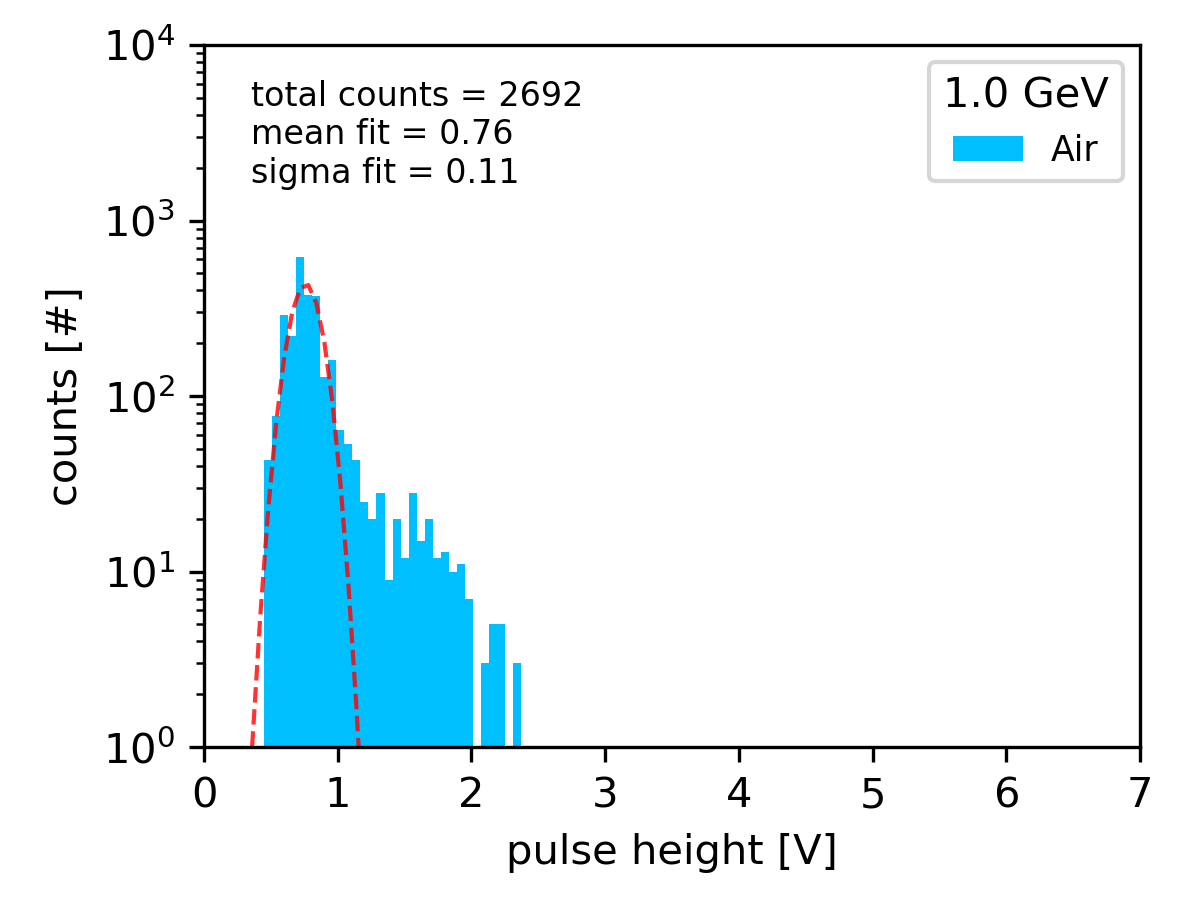 total counts = 2692
mean fit = 0.76
sigma fit = 0.11
1.0 GeV
Air
10⁴
10³
10²
10¹
10⁰
counts [#]
0 1 2 3 4 5 6 7
pulse height [V]